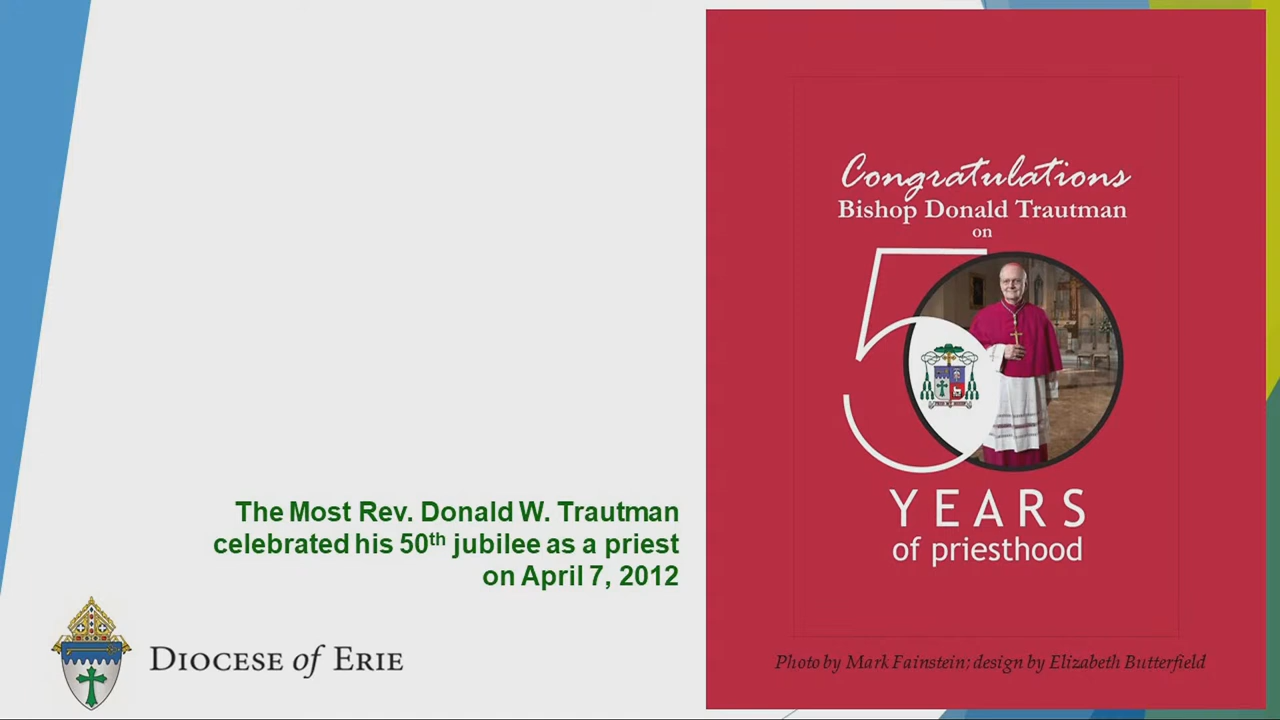 Congratulations
Bishop Donald Trautman
on
50
YEARS
of priesthood
The Most Rev. Donald W. Trautman
celebrated his 50th jubilee as a priest
on April 7, 2012
DIOCESE of ERIE
Photo by Mark Fainstein; design by Elizabeth Butterfield